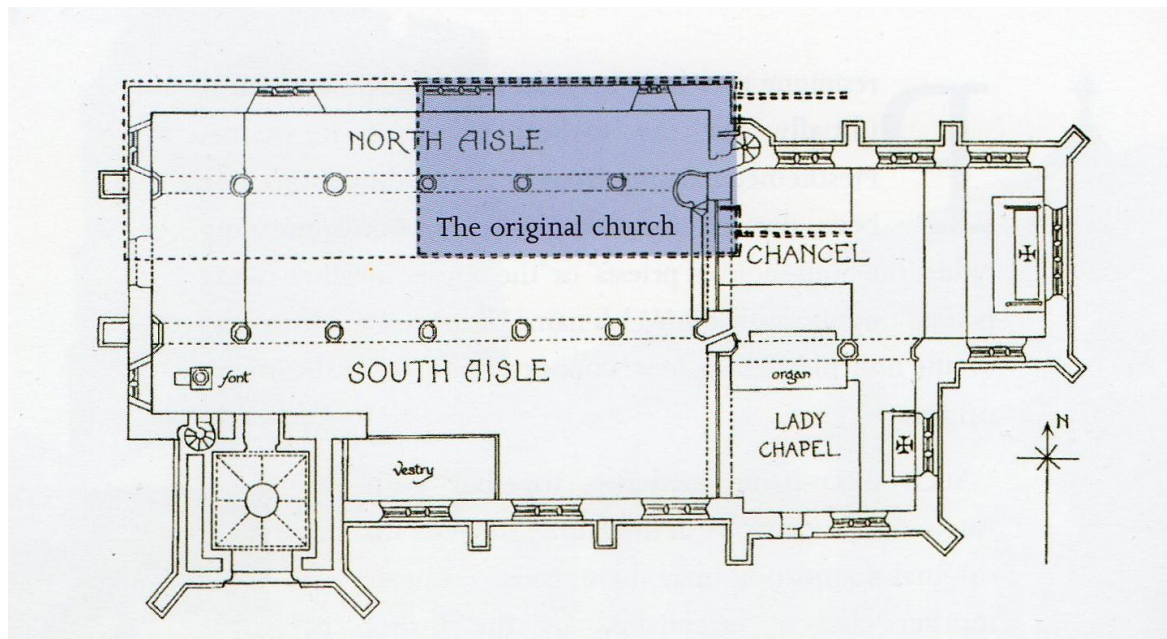 NORTH AISLE
The original church
CHANCEL
SOUTH AISLE
font
organ
LADY
CHAPEL
N
vestry